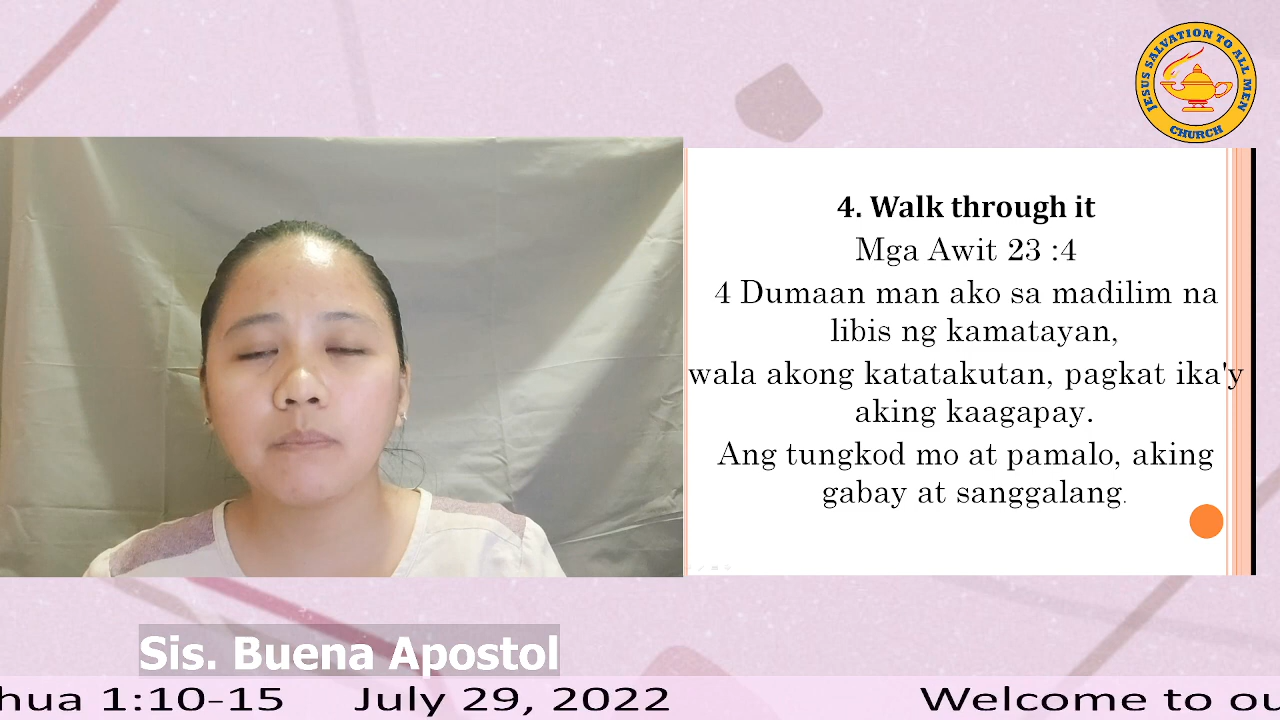 JESUS SALVATION TO ALL MEN
CHURCH
4. Walk through it
Mga Awit 23 :4
4 Dumaan man ako sa madilim na
libis ng kamatayan,
wala akong katatakutan, pagkat ika'y
aking kaagapay.
Ang tungkod mo at pamalo, aking
gabay at sanggalang.
Sis. Buena Apostol
hua 1:10-15 July 29, 2022 Welcome to ou